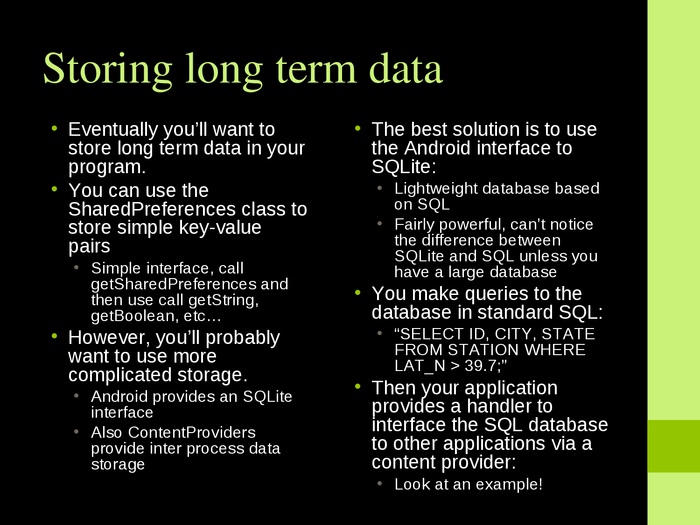 Storing long term data
• Eventually you’ll want to
store long term data in your
program.
• You can use the
SharedPreferences class to
store simple key-value
pairs
• Simple interface, call
getSharedPreferences and
then use call getString,
getBoolean, etc…
• However, you’ll probably
want to use more
complicated storage.
• Android provides an SQLite
interface
• Also ContentProviders
provide inter process data
storage
• The best solution is to use
the Android interface to
SQLite:
• Lightweight database based
on SQL
• Fairly powerful, can’t notice
the difference between
SQLite and SQL unless you
have a large database
• You make queries to the
database in standard SQL:
• “SELECT ID, CITY, STATE
FROM STATION WHERE
LAT_N > 39.7;”
• Then your application
provides a handler to
interface the SQL database
to other applications via a
content provider:
• Look at an example!